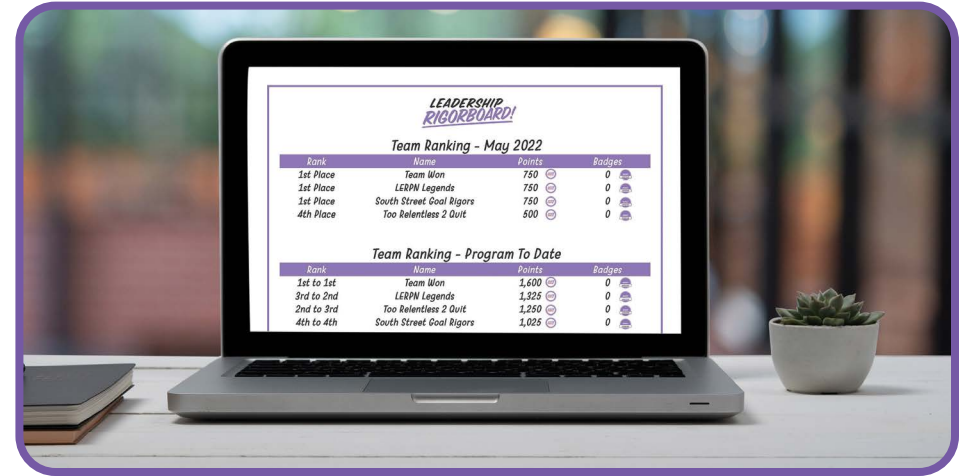 LEADERSHIP
RIGORBOARD!
Team Ranking - May 2022
Rank Name Points Badges
1st Place Team Won 750 0
1st Place LERPN Legends 750 0
1st Place South Street Goal Rigors 750 0
4th Place Too Relentless 2 Quit 500 0
Team Ranking - Program To Date
Rank Name Points Badges
1st to 1st Team Won 1,600 0
3rd to 2nd LERPN Legends 1,325 0
2nd to 3rd Too Relentless 2 Quit 1,250 0
4th to 4th South Street Goal Rigors 1,025 0